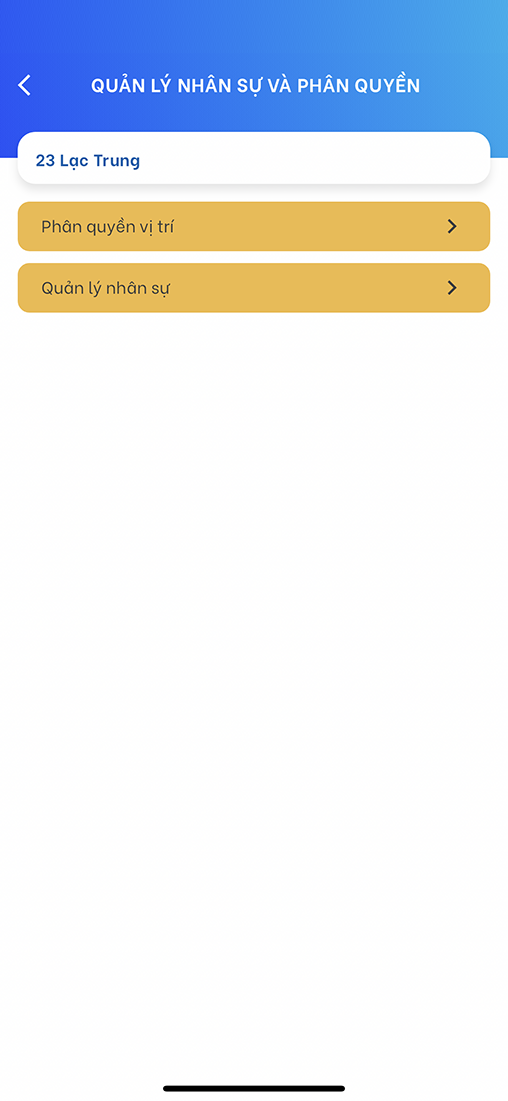 QUẢN LÝ NHÂN SỰ VÀ PHÂN QUYỀN
23 Lạc Trung
Phân quyền vị trí
Quản lý nhân sự